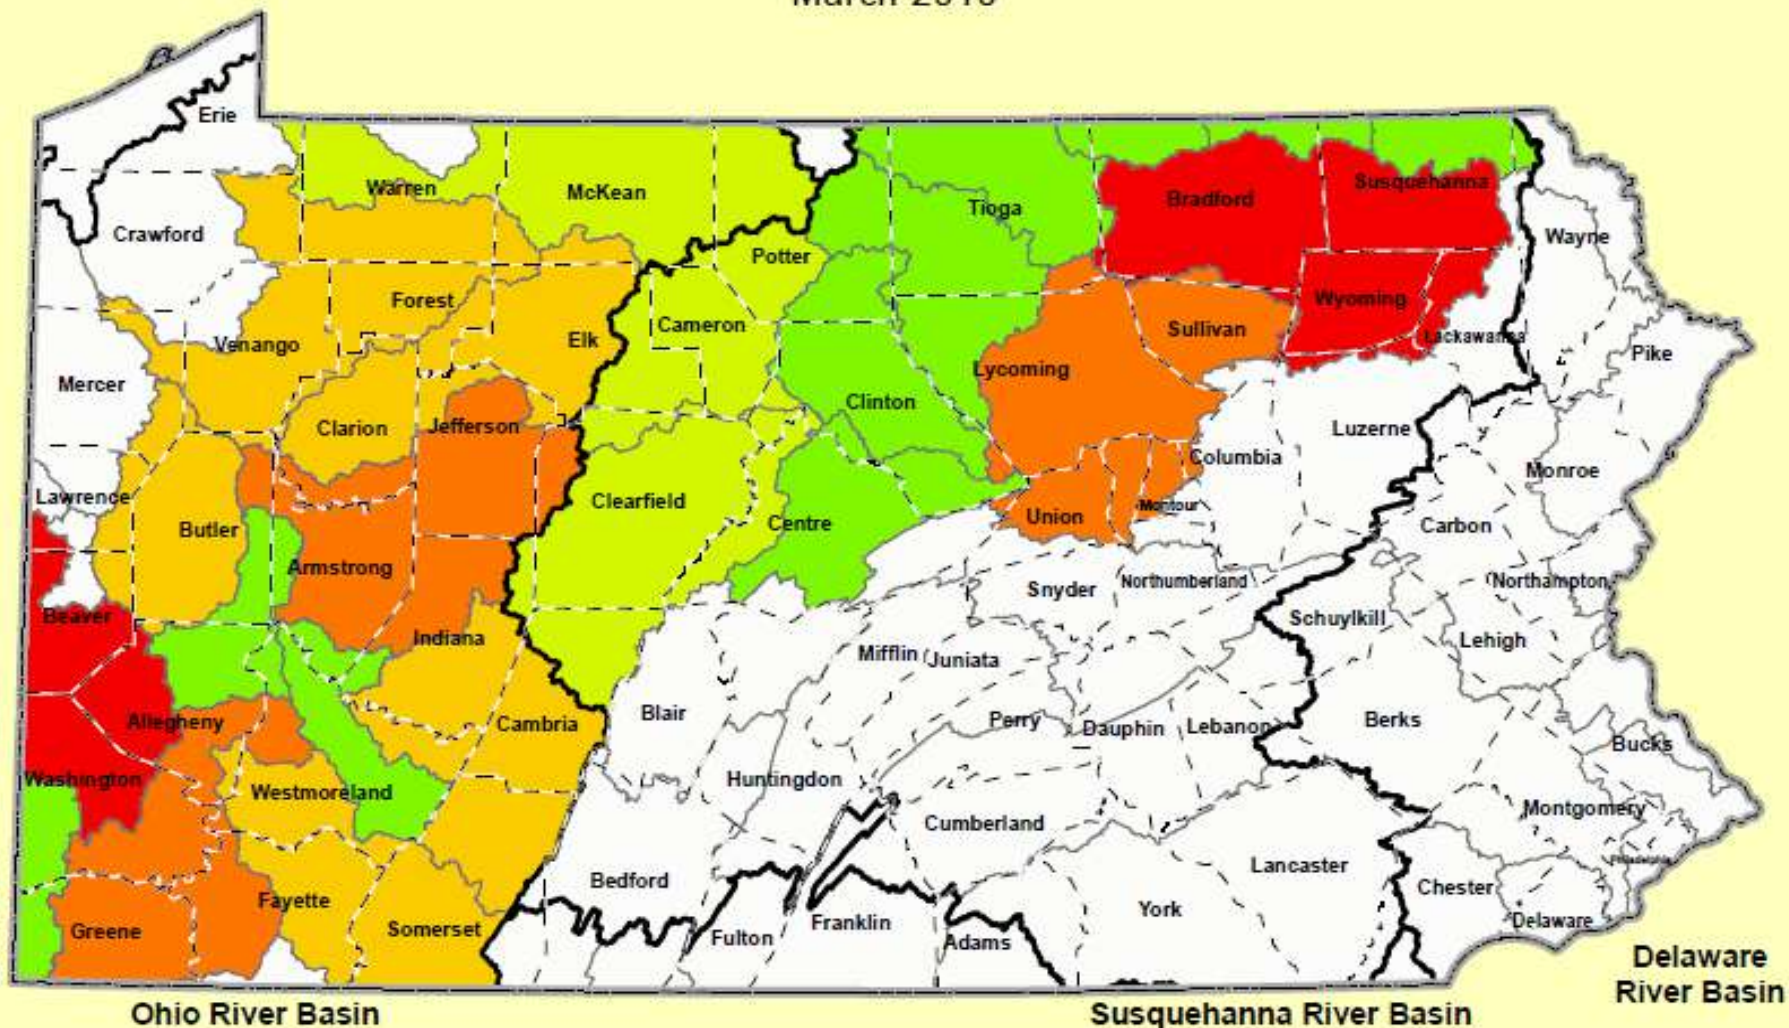 Erie
Warren
McKean
Tioga
Bradford
Susquehanna
Crawford
Wayne
Potter
Forest
Wyoming
Venango
Elk
Cameron
Sullivan
Lackawanna
Mercer
Lycoming
Pike
Clarion
Jefferson
Clinton
Luzerne
Columbia
Monroe
Lawrence
Butler
Clearfield
Centre
Union
Montour
Carbon
Armstrong
Snyder
Northumberland
Northampton
Beaver
Indiana
Schuylkill
Lehigh
Mifflin
Juniata
Allegheny
Cambria
Blair
Perry
Dauphin
Lebanon
Berks
Bucks
Washington
Westmoreland
Huntingdon
Cumberland
Montgomery
Philadelphia
Bedford
Lancaster
Chester
Greene
Fayette
Somerset
Fulton
Franklin
Adams
York
Delaware
Delaware
River Basin
Ohio River Basin
Susquehanna River Basin